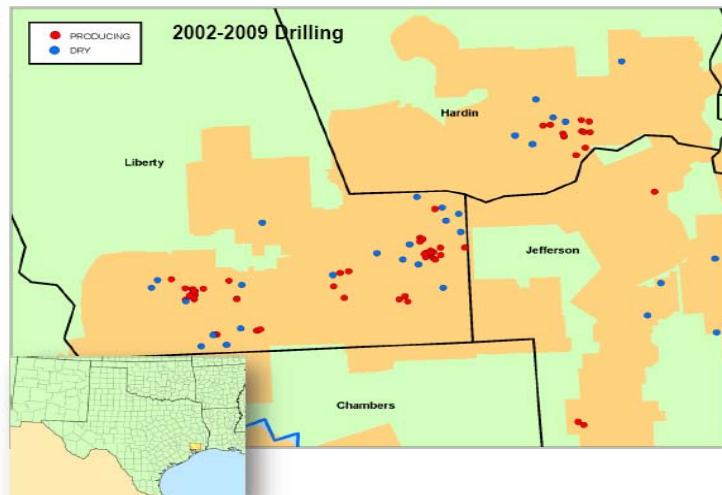 2002-2009 Drilling
PRODUCING
DRY
Hardin
Liberty
Jefferson
Chambers